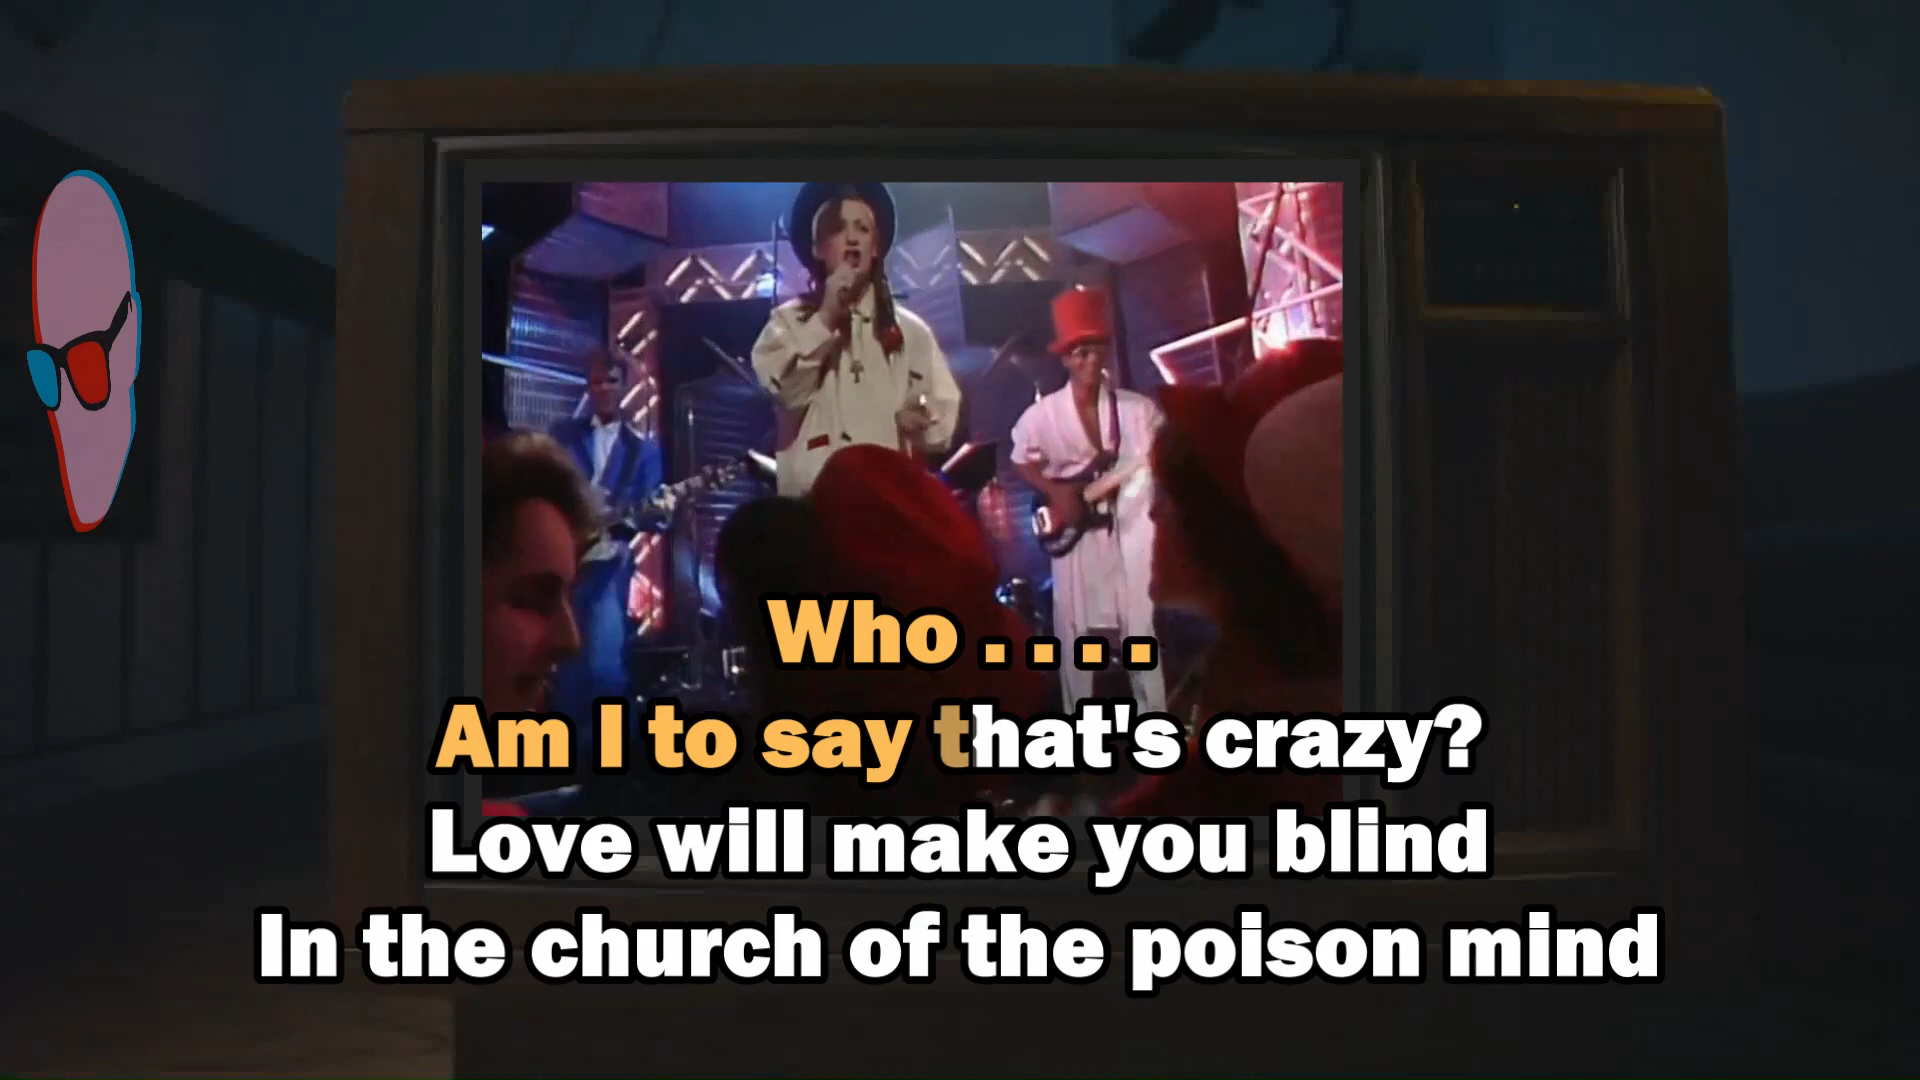 Who . . . .
Am I to say that's crazy?
Love will make you blind
In the church of the poison mind